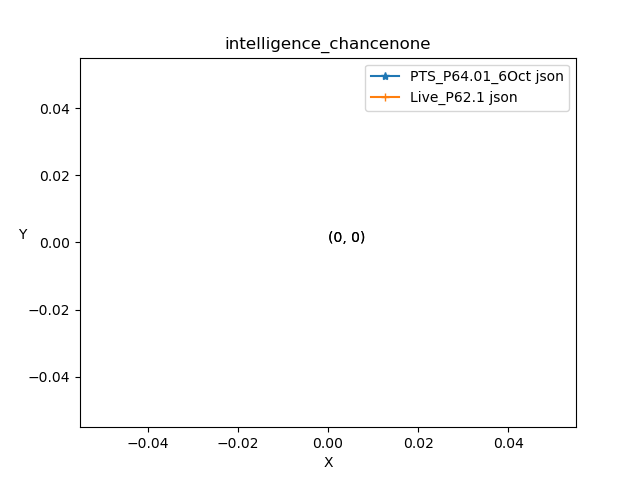 intelligence_chancenone
PTS_P64.01_6Oct json
Live_P62.1 json
0.04
0.02
Y 0.00
(0, 0)
−0.02
−0.04
−0.04 −0.02 0.00 0.02 0.04
X